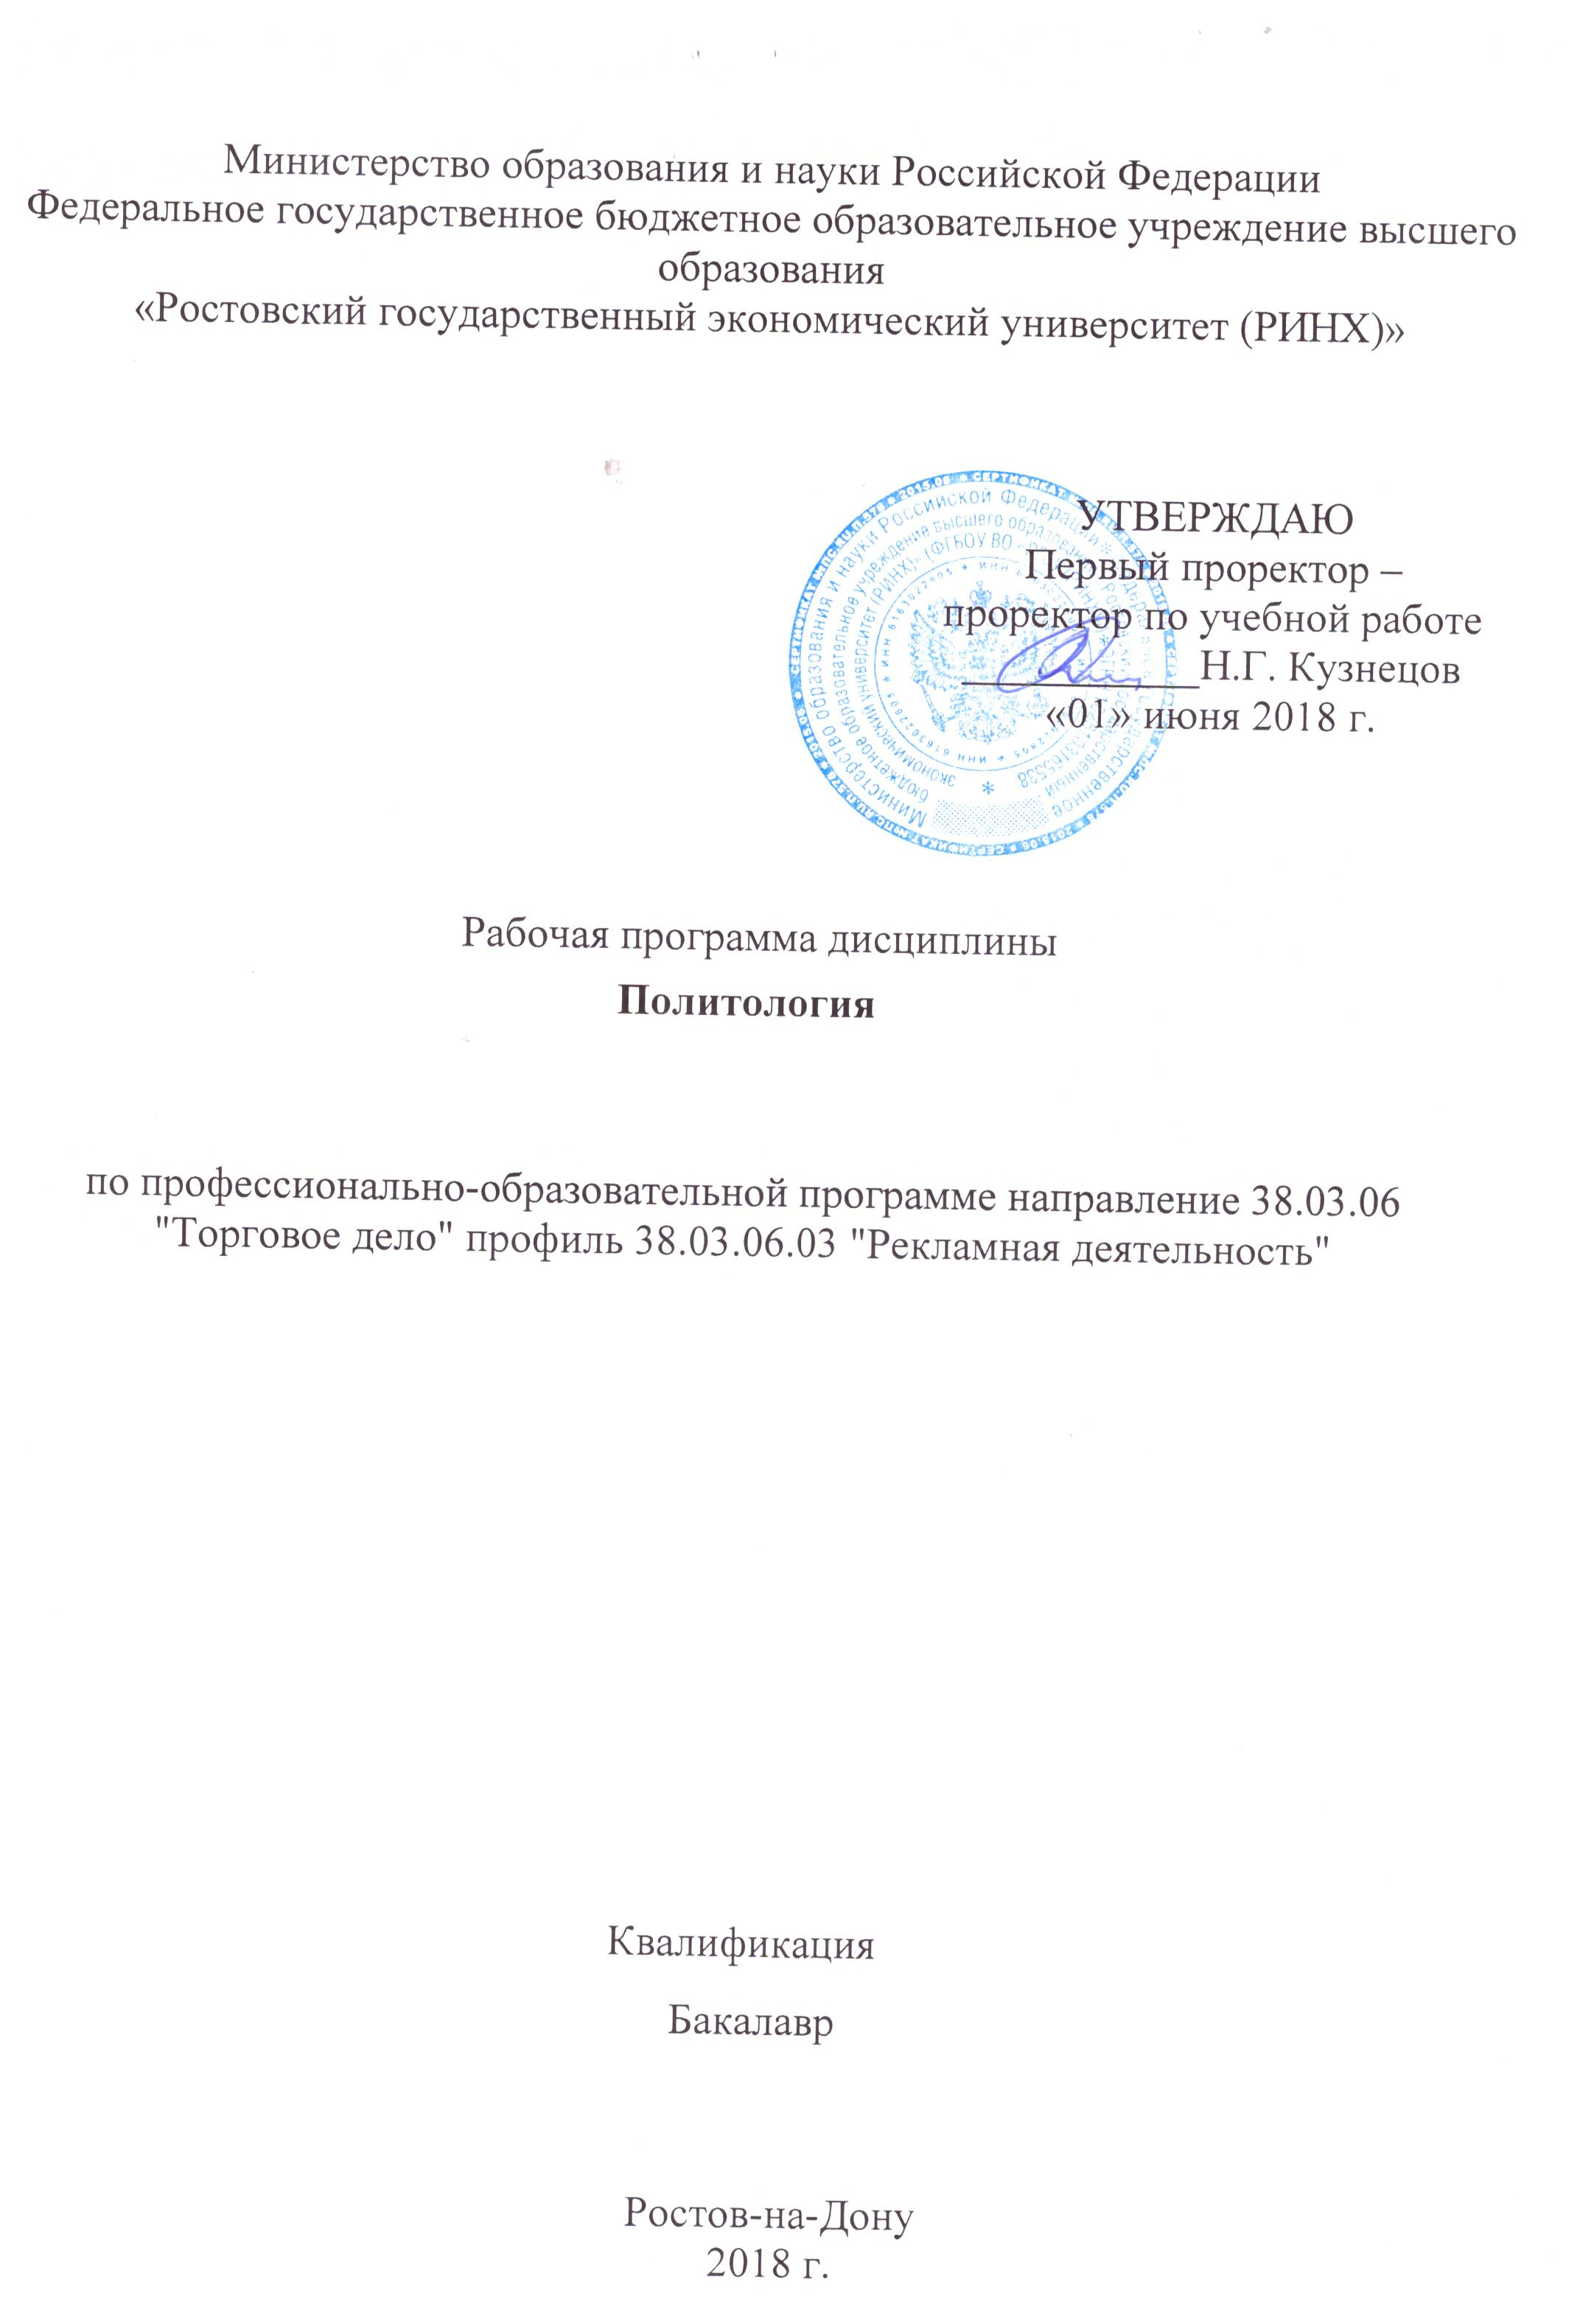 Министерство образования и науки Российской Федерации
Федеральное государственное бюджетное образовательное учреждение высшего
образования
«Ростовский государственный экономический университет (РИНХ)»
УТВЕРЖДАЮ
Первый проректор –
проректор по учебной работе
Н.Г. Кузнецов
«01» июня 2018 г.
Рабочая программа дисциплины
Политология
по профессионально-образовательной программе направление 38.03.06
"Торговое дело" профиль 38.03.06.03 "Рекламная деятельность"
Квалификация
Бакалавр
Ростов-на-Дону
2018 г.